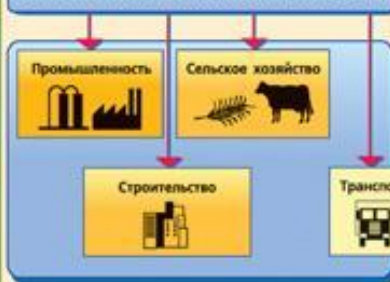 Промышленность
Сельское хозяйство
Строительство